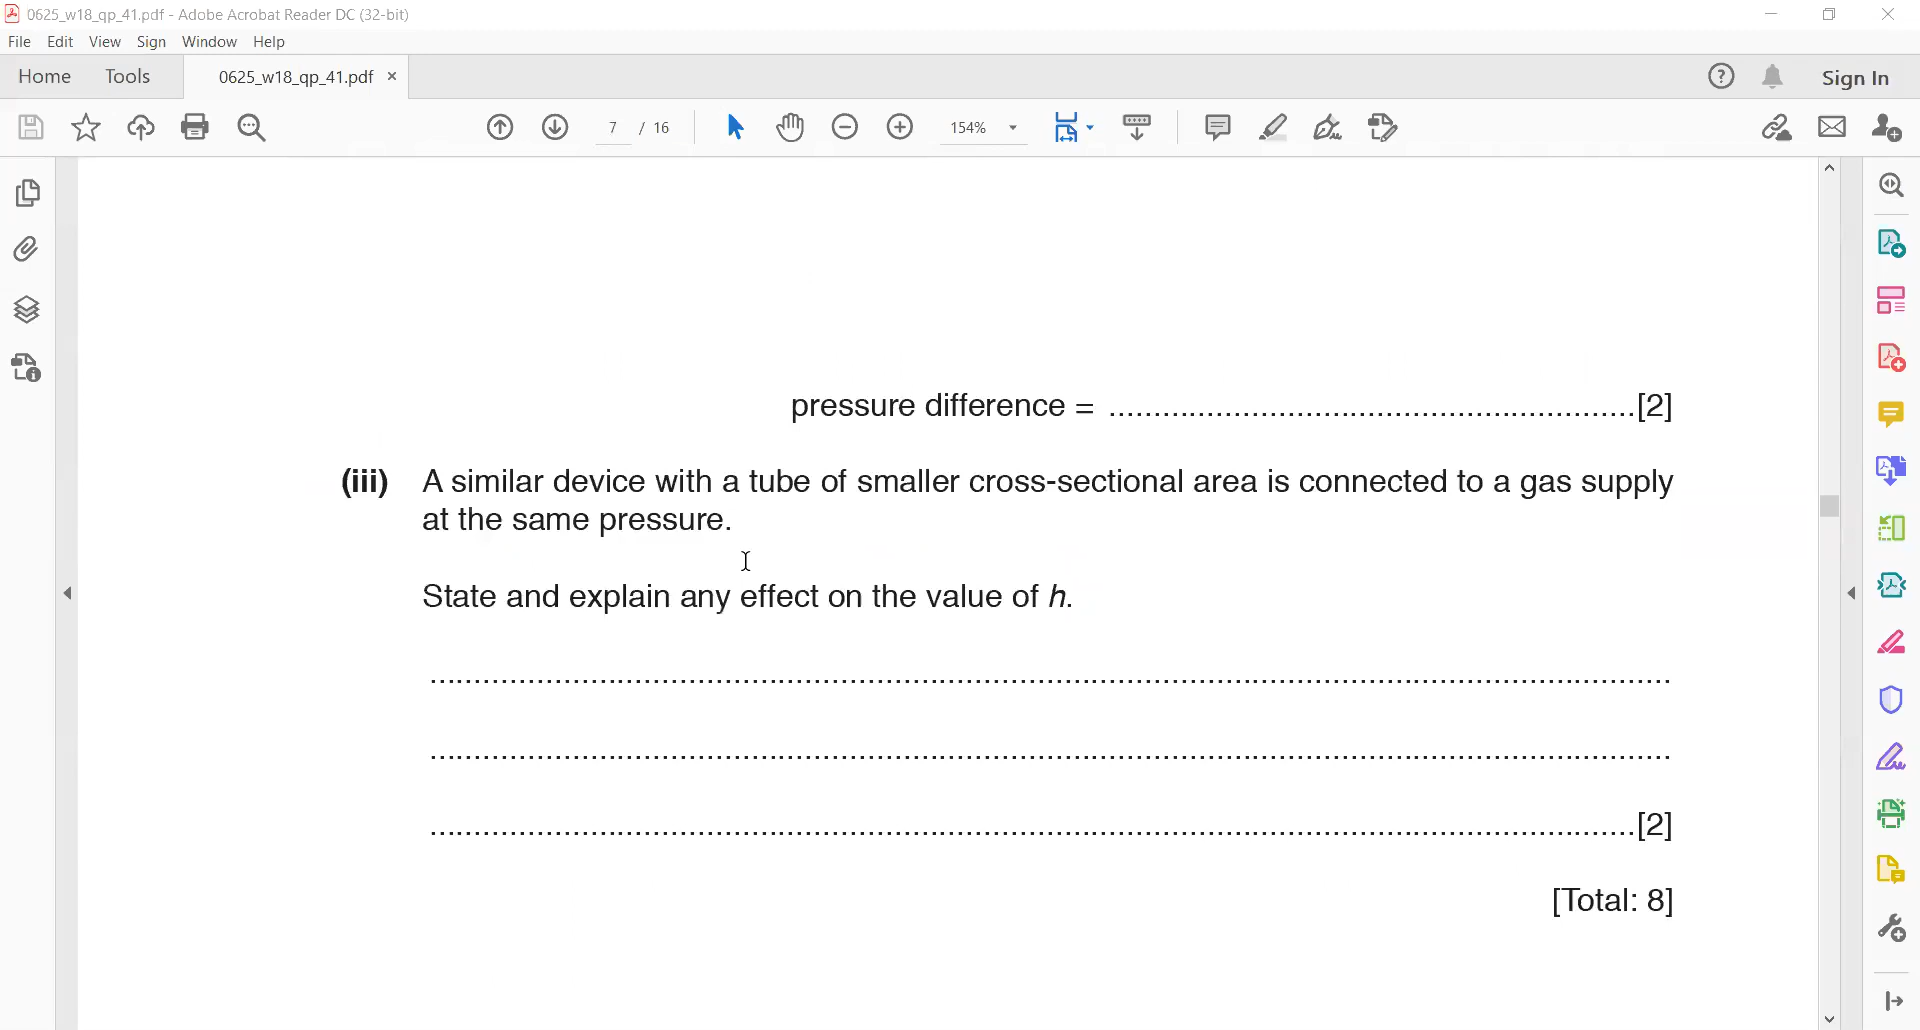 0625_w18_qp_41.pdf - Adobe Acrobat Reader DC (32-bit)
File Edit View Sign Window Help
Home Tools 0625_w18_qp_41.pdf × Sign In
7 / 16 154%
pressure difference = ..........................................................[2]
(iii) A similar device with a tube of smaller cross-sectional area is connected to a gas supply
at the same pressure.
State and explain any effect on the value of h.
..........................................................................................................................................
..........................................................................................................................................
......................................................................................................................................[2]
[Total: 8]